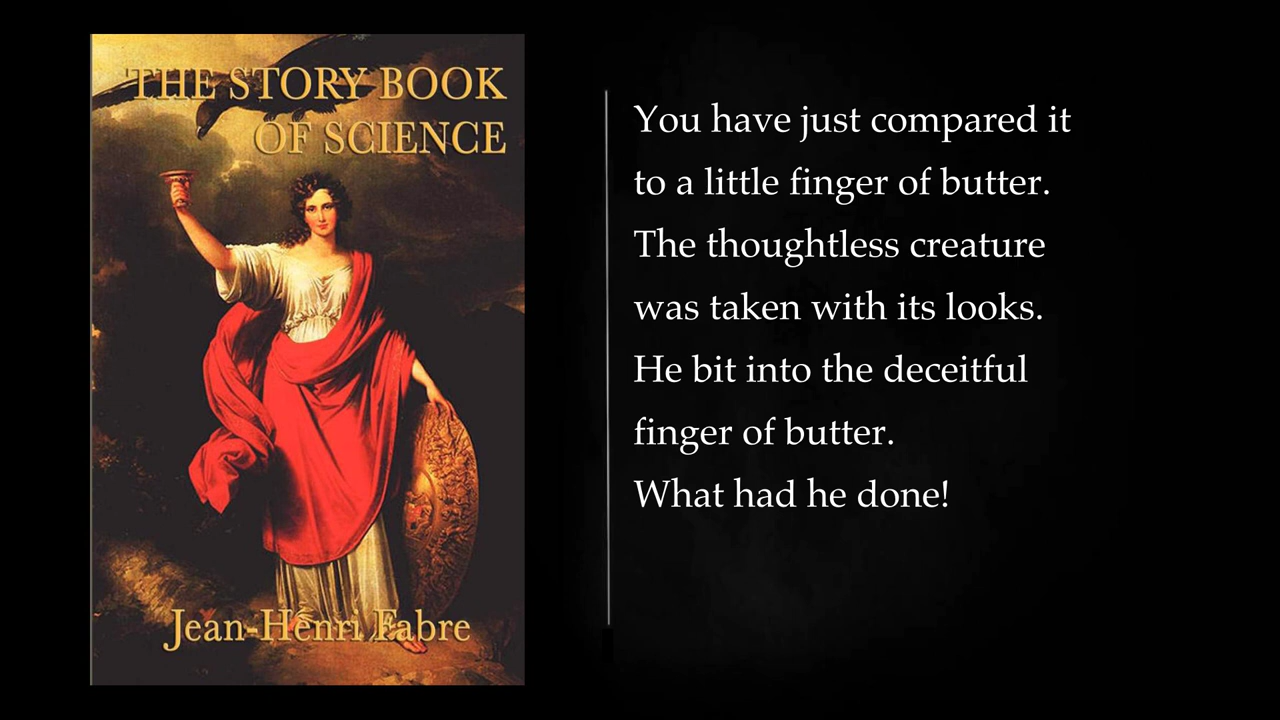 THE STORY BOOK
OF SCIENCE
Jean-Henri Fabre
You have just compared it
to a little finger of butter.
The thoughtless creature
was taken with its looks.
He bit into the deceitful
finger of butter.
What had he done!